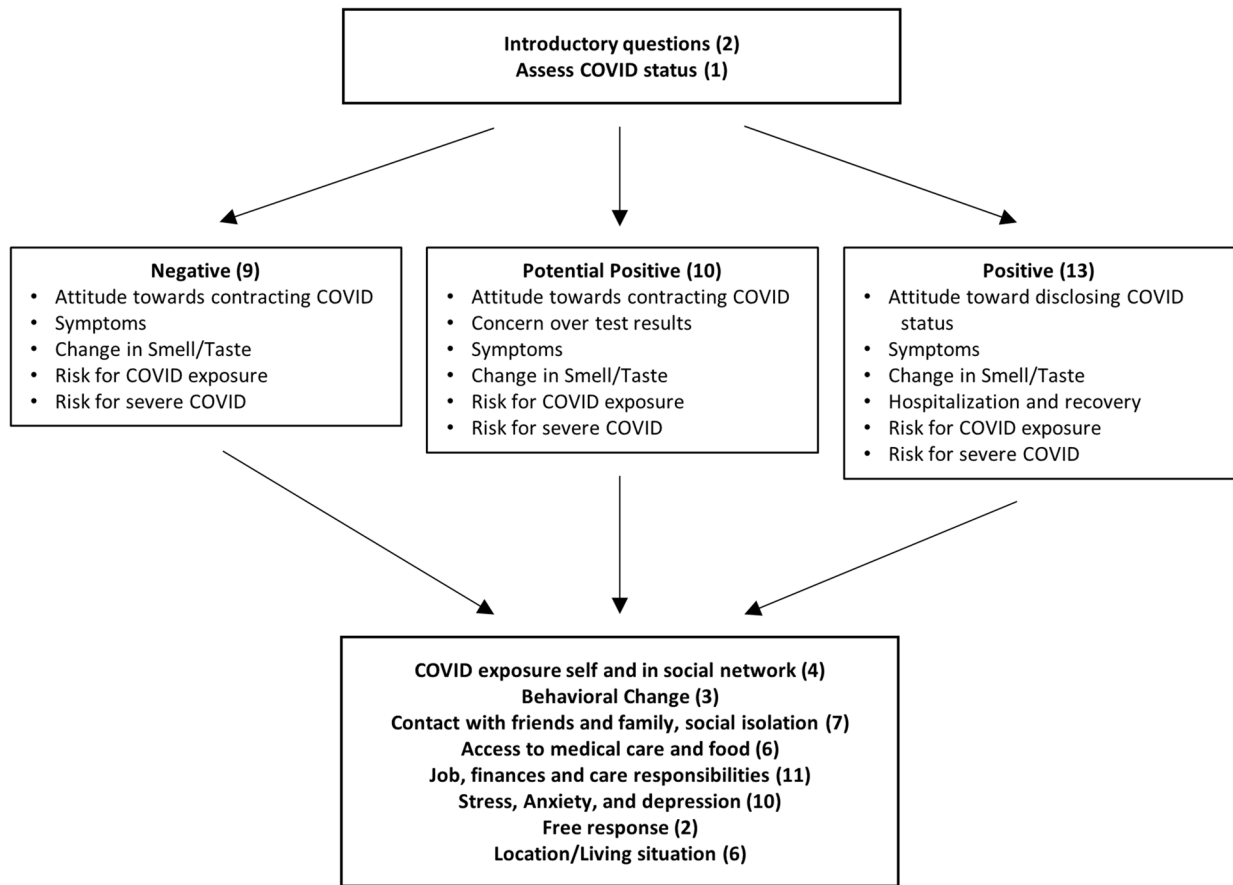 Introductory questions (2)
Assess COVID status (1)
Negative (9)
• Attitude towards contracting COVID
• Symptoms
• Change in Smell/Taste
• Risk for COVID exposure
• Risk for severe COVID
Potential Positive (10)
• Attitude towards contracting COVID
• Concern over test results
• Symptoms
• Change in Smell/Taste
• Risk for COVID exposure
• Risk for severe COVID
Positive (13)
• Attitude toward disclosing COVID
status
• Symptoms
• Change in Smell/Taste
• Hospitalization and recovery
• Risk for COVID exposure
• Risk for severe COVID
COVID exposure self and in social network (4)
Behavioral Change (3)
Contact with friends and family, social isolation (7)
Access to medical care and food (6)
Job, finances and care responsibilities (11)
Stress, Anxiety, and depression (10)
Free response (2)
Location/Living situation (6)